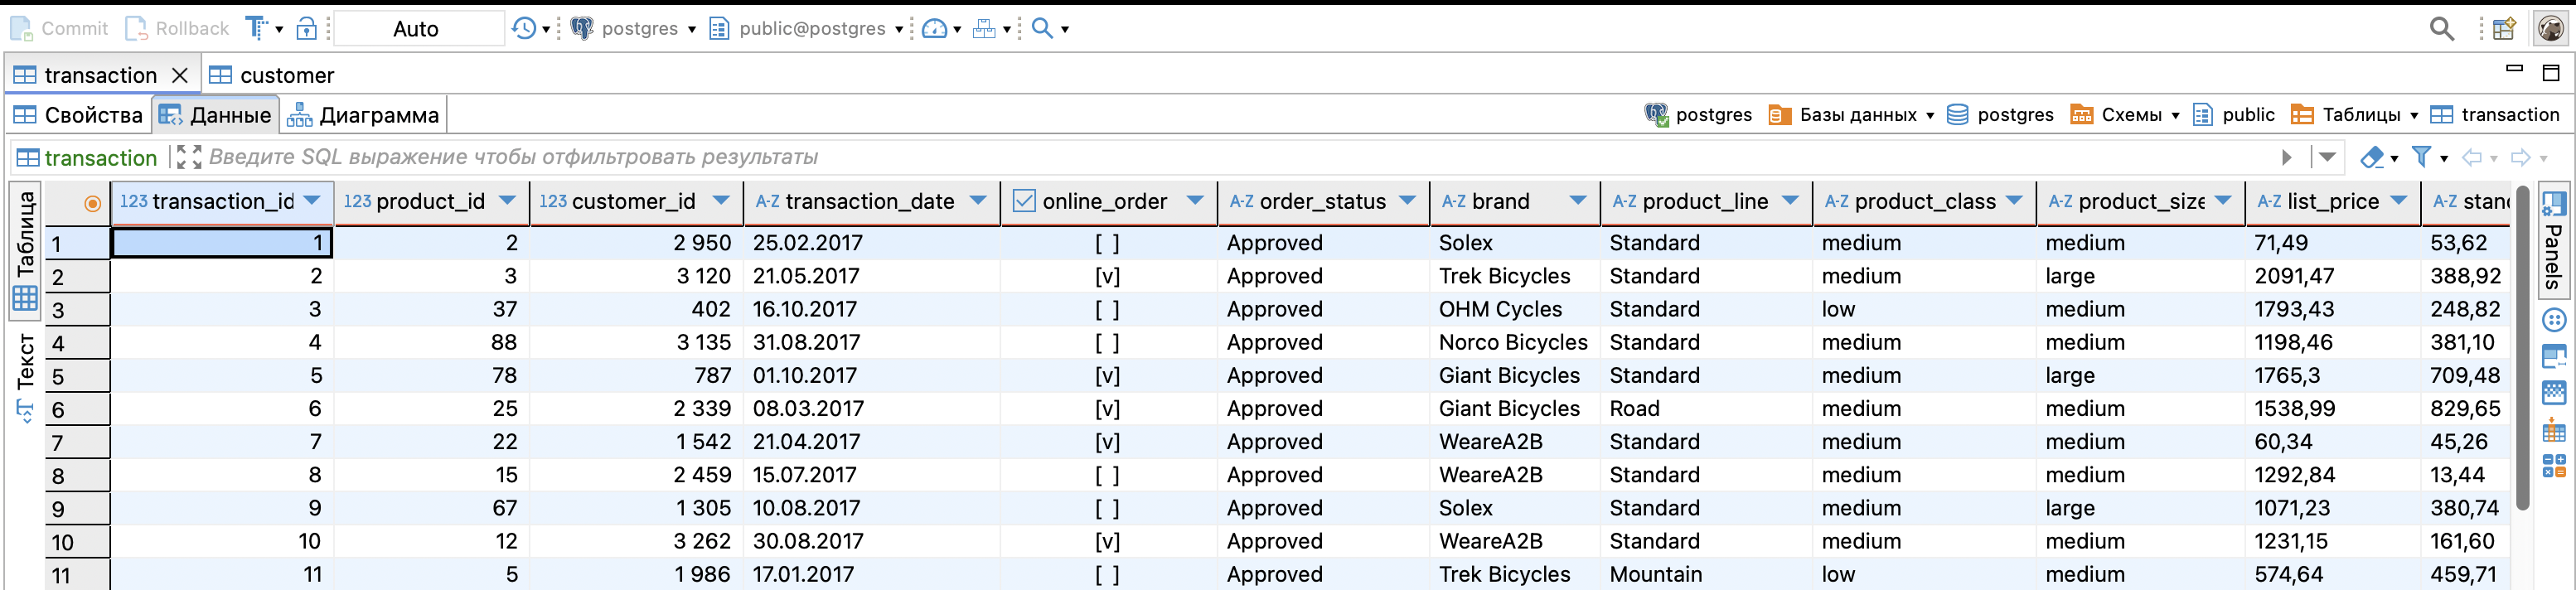 Commit Rollback Auto postgres public@postgres
transaction customer
Свойства Данные Диаграмма postgres Базы данных postgres Схемы public Таблицы transaction
transaction Введите SQL выражение чтобы отфильтровать результаты
Таблица
Текст
Panels
123 transaction_id 123 product_id 123 customer_id A-Z transaction_date online_order A-Z order_status A-Z brand A-Z product_line A-Z product_class A-Z product_size A-Z list_price A-Z stand
1 1 2 2 950 25.02.2017 [ ] Approved Solex Standard medium medium 71,49 53,62
2 2 3 3 120 21.05.2017 [v] Approved Trek Bicycles Standard medium large 2091,47 388,92
3 3 37 402 16.10.2017 [ ] Approved OHM Cycles Standard low medium 1793,43 248,82
4 4 88 3 135 31.08.2017 [ ] Approved Norco Bicycles Standard medium medium 1198,46 381,10
5 5 78 787 01.10.2017 [v] Approved Giant Bicycles Standard medium large 1765,3 709,48
6 6 25 2 339 08.03.2017 [v] Approved Giant Bicycles Road medium medium 1538,99 829,65
7 7 22 1 542 21.04.2017 [v] Approved WeareA2B Standard medium medium 60,34 45,26
8 8 15 2 459 15.07.2017 [ ] Approved WeareA2B Standard medium medium 1292,84 13,44
9 9 67 1 305 10.08.2017 [ ] Approved Solex Standard medium large 1071,23 380,74
10 10 12 3 262 30.08.2017 [v] Approved WeareA2B Standard medium medium 1231,15 161,60
11 11 5 1 986 17.01.2017 [ ] Approved Trek Bicycles Mountain low medium 574,64 459,71